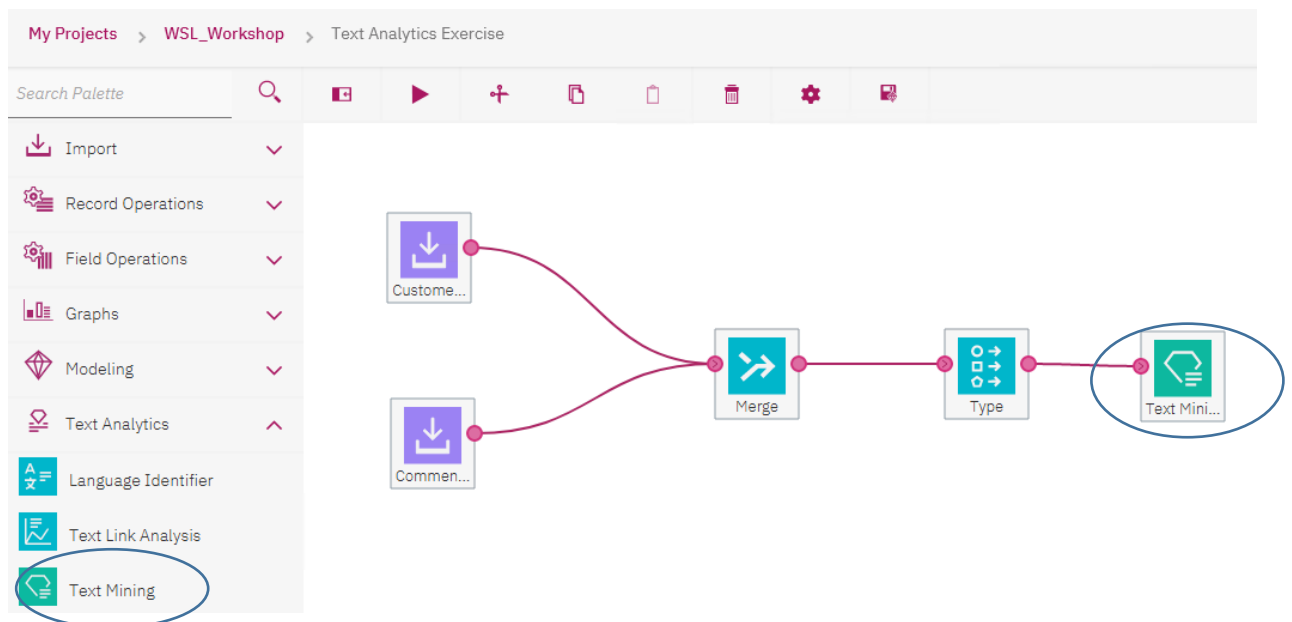 My Projects > WSL_Workshop > Text Analytics Exercise
Search Palette
Import
Record Operations
Field Operations
Graphs
Modeling
Text Analytics
Language Identifier
Text Link Analysis
Text Mining
Custome...
Commen...
Merge
Type
Text Mini...